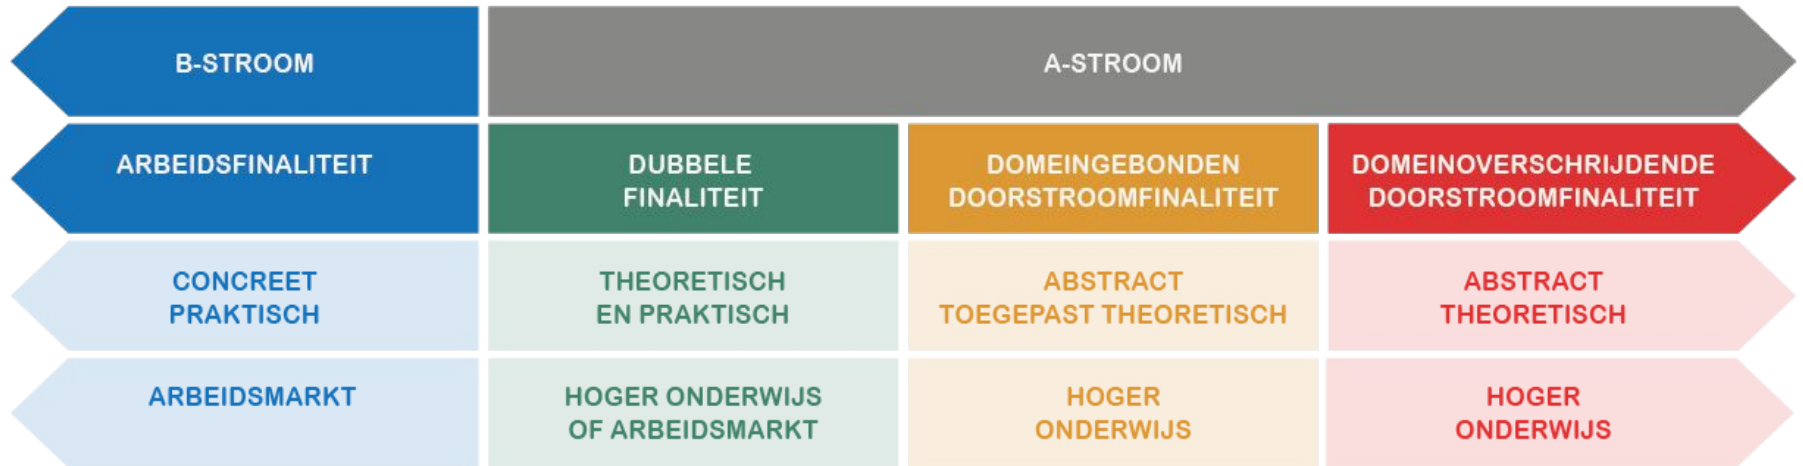 B-STROOM
A-STROOM
ARBEIDSFINALITEIT
DUBBELE
FINALITEIT
DOMEINGEBONDEN
DOORSTROOMFINALITEIT
DOMEINOVERSCHRIJDENDE
DOORSTROOMFINALITEIT
CONCREET
PRAKTISCH
THEORETISCH
EN PRAKTISCH
ABSTRACT
TOEGEPAST THEORETISCH
ABSTRACT
THEORETISCH
ARBEIDSMARKT
HOGER ONDERWIJS
OF ARBEIDSMARKT
HOGER
ONDERWIJS
HOGER
ONDERWIJS